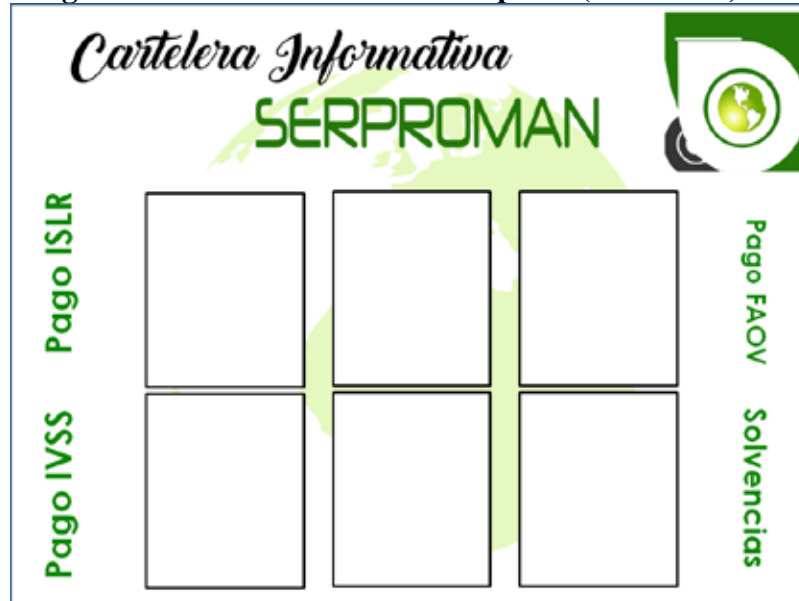 Cartelera Informativa
SERPROMAN
Pago ISLR
Pago FAOV
Pago IVSS
Solvencias